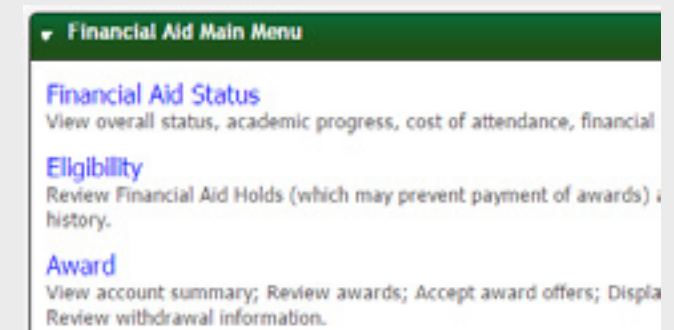 Financial Aid Main Menu
Financial Aid Status
View overall status, academic progress, cost of attendance, financial
Eligibility
Review Financial Aid Holds (which may prevent payment of awards)
history.
Award
View account summary; Review awards; Accept award offers;
Review withdrawal information.